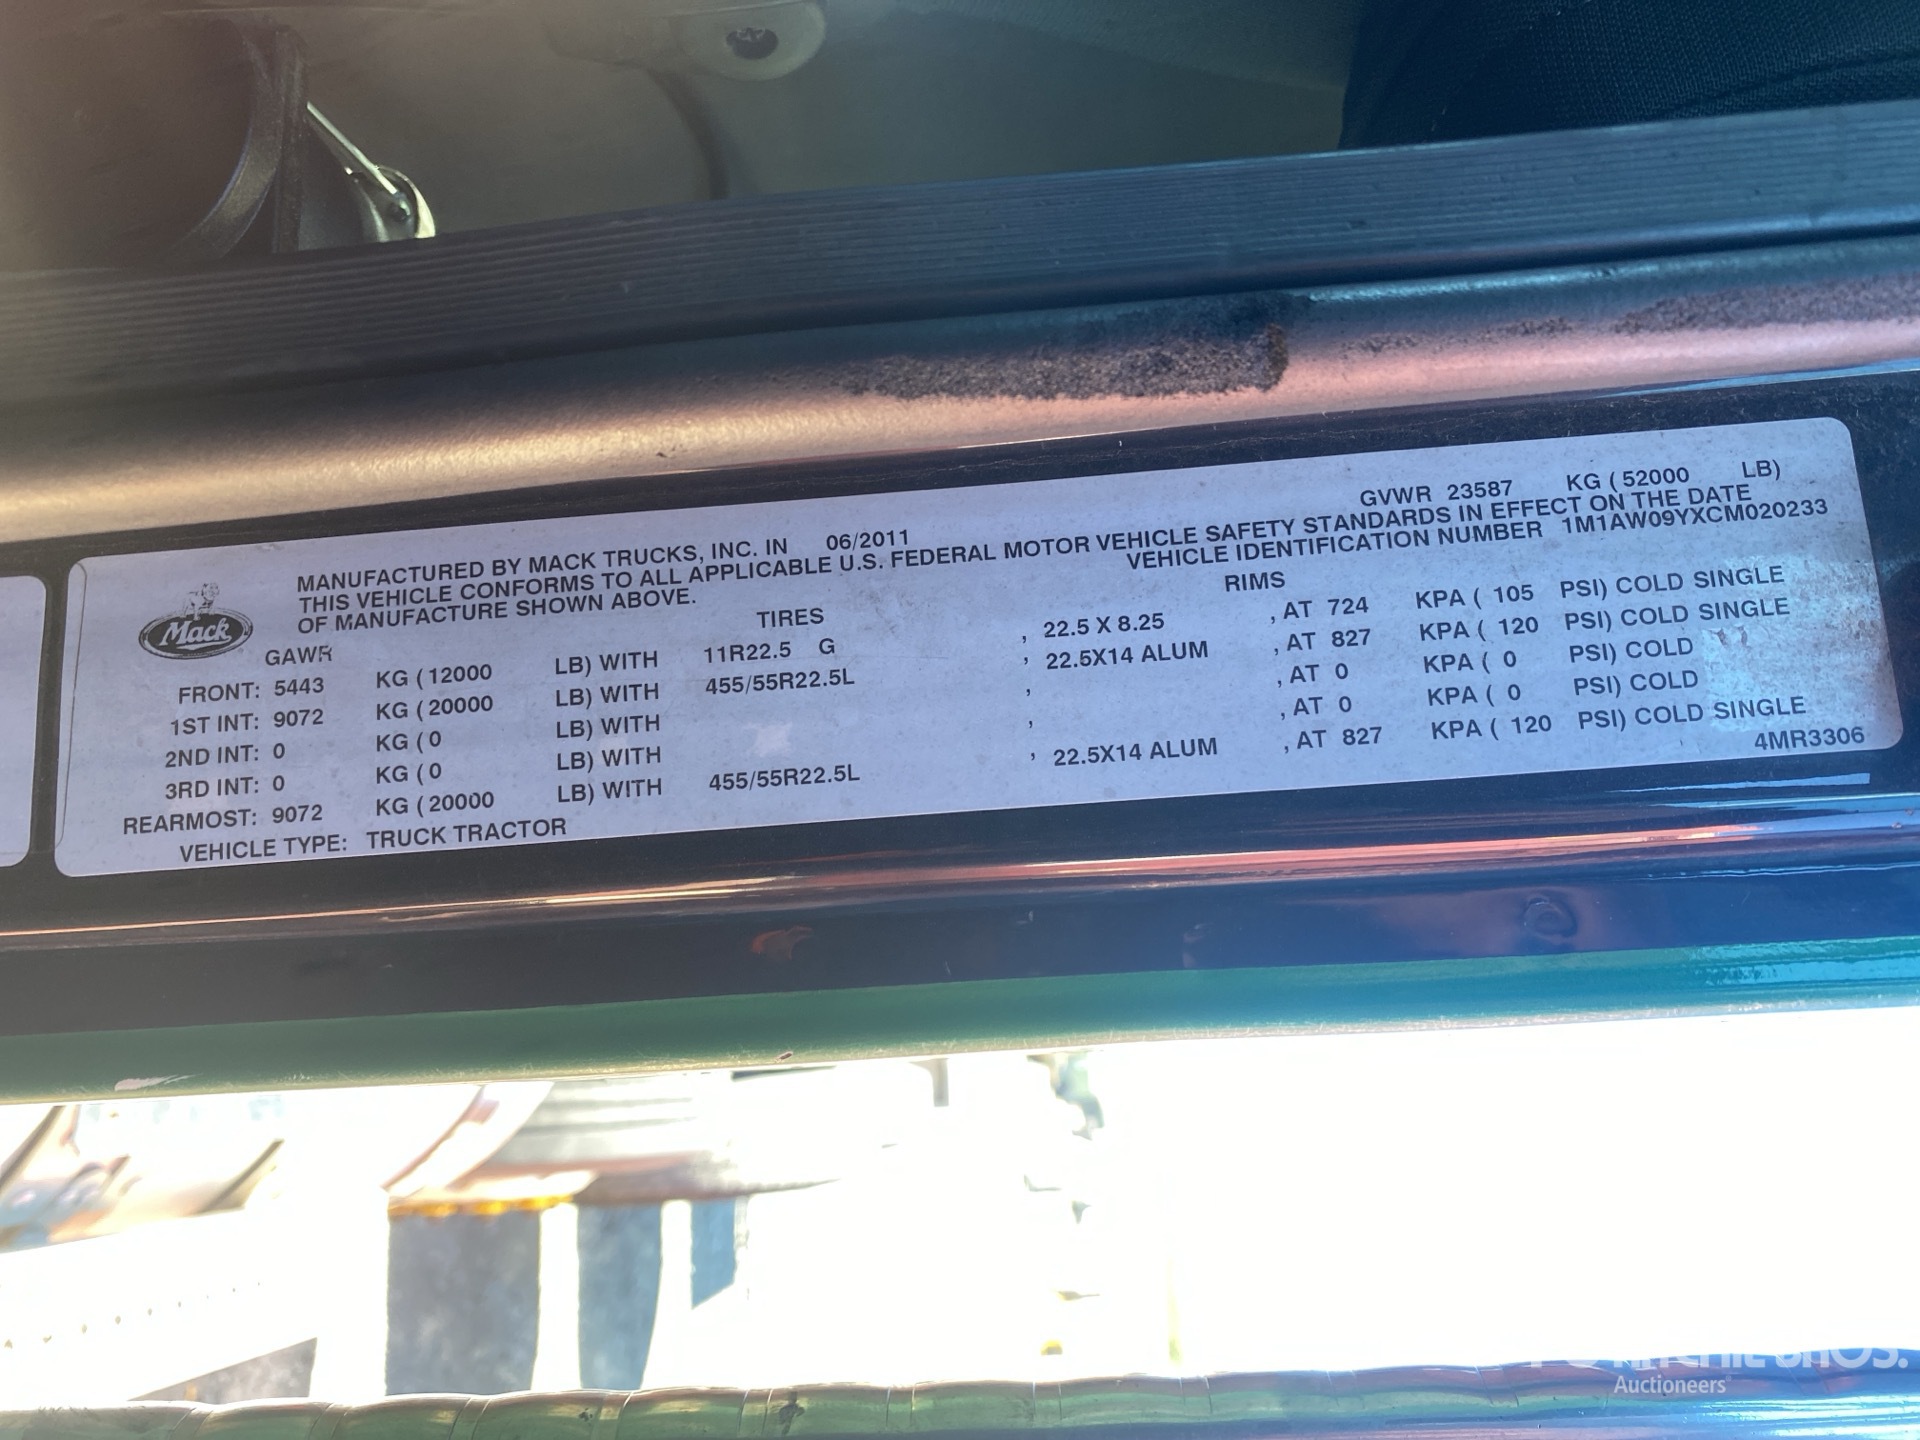 GVWR 23587 KG ( 52000 LB)
MANUFACTURED BY MACK TRUCKS, INC. IN 06/2011
THIS VEHICLE CONFORMS TO ALL APPLICABLE U.S. FEDERAL MOTOR VEHICLE SAFETY STANDARDS IN EFFECT ON THE DATE
OF MANUFACTURE SHOWN ABOVE. VEHICLE IDENTIFICATION NUMBER 1M1AW09YXCM020233
Mack
GAWR TIRES RIMS
FRONT: 5443 KG ( 12000 LB) WITH 11R22.5 G , 22.5 X 8.25 , AT 724 KPA ( 105 PSI) COLD SINGLE
1ST INT: 9072 KG ( 20000 LB) WITH 455/55R22.5L , 22.5X14 ALUM , AT 827 KPA ( 120 PSI) COLD SINGLE
2ND INT: 0 KG ( 0 LB) WITH , , AT 0 KPA ( 0 PSI) COLD
3RD INT: 0 KG ( 0 LB) WITH , , AT 0 KPA ( 0 PSI) COLD
REARMOST: 9072 KG ( 20000 LB) WITH 455/55R22.5L , 22.5X14 ALUM , AT 827 KPA ( 120 PSI) COLD SINGLE
VEHICLE TYPE: TRUCK TRACTOR 4MR3306
Auctioneers